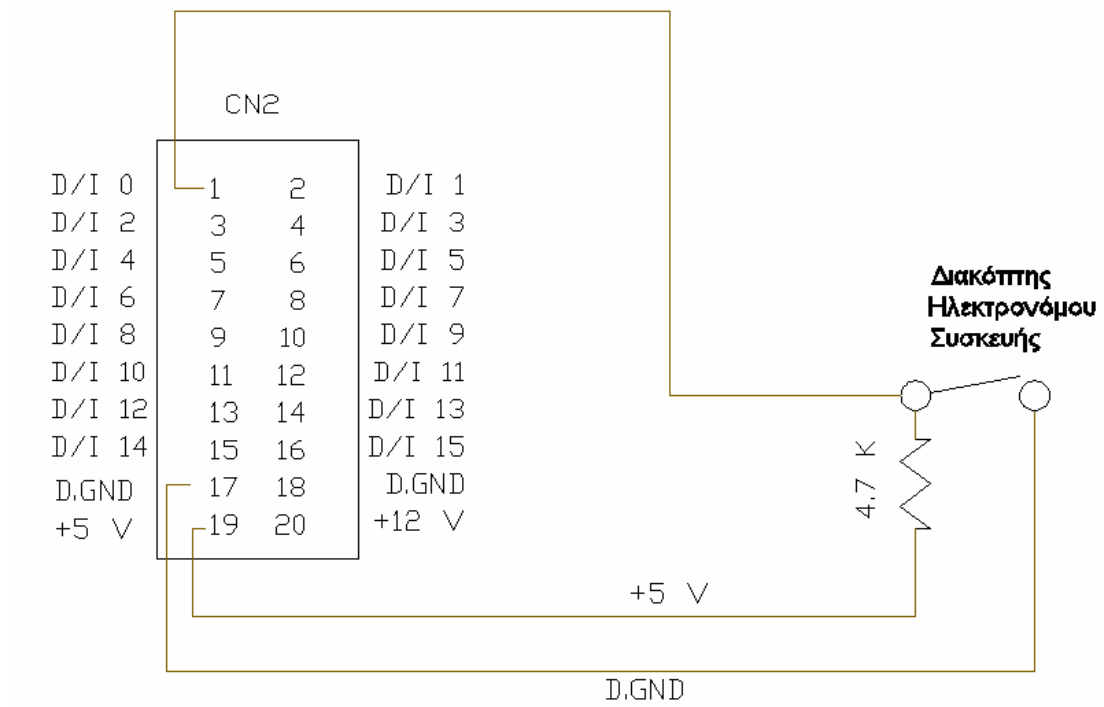 CN2
D/I 0 1 2 D/I 1
D/I 2 3 4 D/I 3
D/I 4 5 6 D/I 5
D/I 6 7 8 D/I 7
D/I 8 9 10 D/I 9
D/I 10 11 12 D/I 11
D/I 12 13 14 D/I 13
D/I 14 15 16 D/I 15
D.GND 17 18 D.GND
+5 V 19 20 +12 V
Διακόπτης
Ηλεκτρονόμου
Συσκευής
4.7 K
+5 V
D.GND